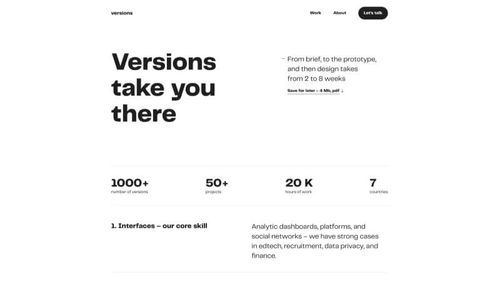 versions
Work
About
Let's talk
Versions
take you
there
– From brief, to the prototype,
and then design takes
from 2 to 8 weeks
Save for later – 4 Mb, pdf ↓
1000+
number of versions
50+
projects
20 K
hours of work
7
countries
1. Interfaces – our core skill
Analytic dashboards, platforms, and
social networks – we have strong cases
in edtech, recruitment, data privacy, and
finance.